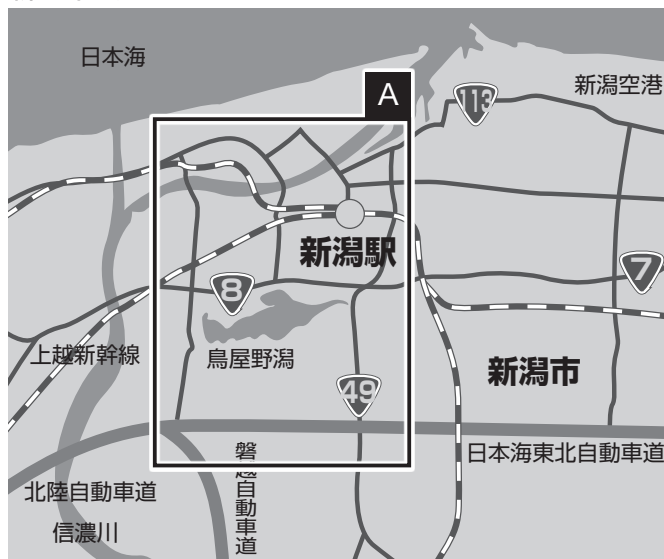 日本海
A
113
新潟空港
新潟駅
8
7
上越新幹線
鳥屋野潟
新潟市
49
日本海東北自動車道
磐越自動車道
北陸自動車道
信濃川